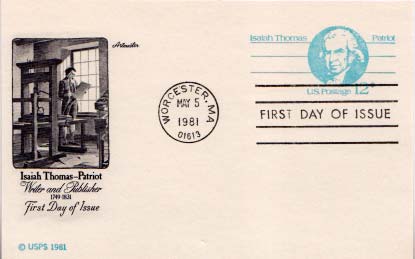 Artmaster
Isaiah Thomas Patriot
U.S. Postage 12¢
WORCESTER, MA
MAY 5
1981
01613
FIRST DAY OF ISSUE
Isaiah Thomas–Patriot
Writer and Publisher
1749-1831
First Day of Issue
© USPS 1981